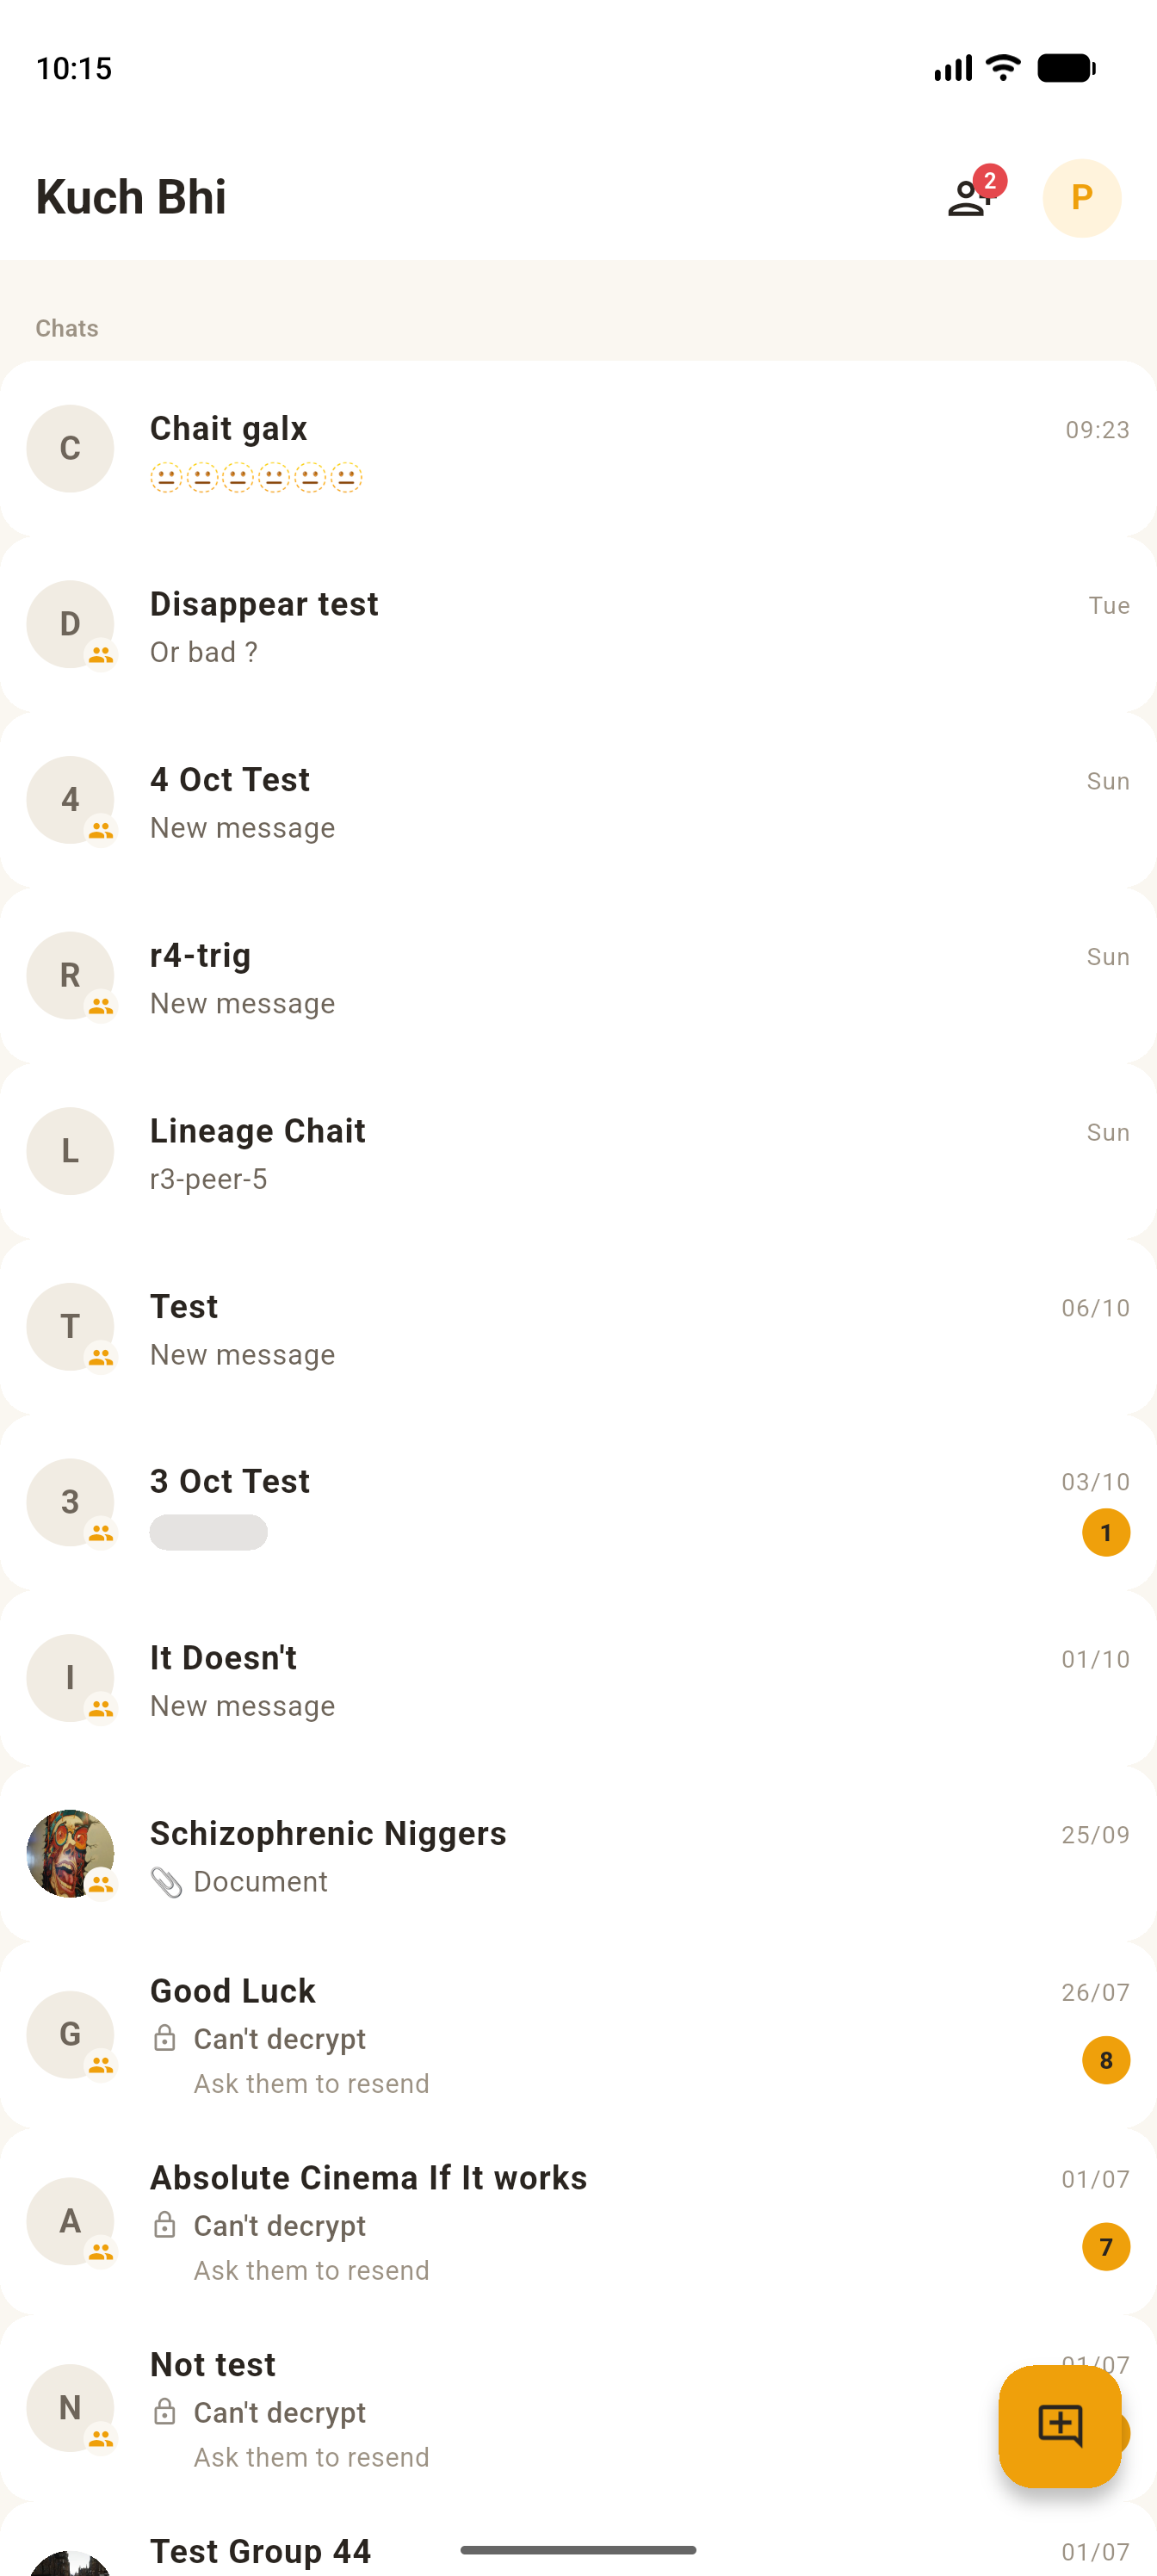 10:15
Kuch Bhi
2
P
Chats
C
Chait galx
09:23
😐😐😐😐😐😐
D
Disappear test
Tue
Or bad ?
4
4 Oct Test
Sun
New message
R
r4-trig
Sun
New message
L
Lineage Chait
Sun
r3-peer-5
T
Test
06/10
New message
3
3 Oct Test
03/10
1
I
It Doesn't
01/10
New message
Schizophrenic Niggers
25/09
Document
G
Good Luck
26/07
Can't decrypt
8
Ask them to resend
A
Absolute Cinema If It works
01/07
Can't decrypt
7
Ask them to resend
N
Not test
01/07
Can't decrypt
Ask them to resend
Test Group 44
01/07